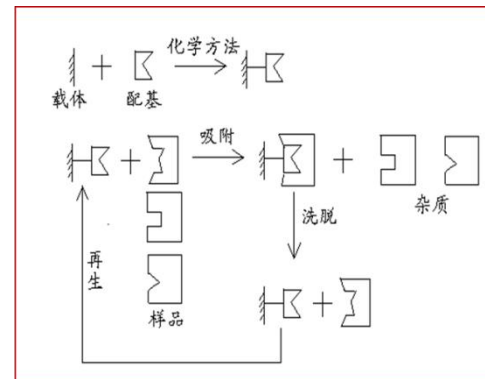 化学方法
载体
配基
吸附
杂质
洗脱
再生
样品